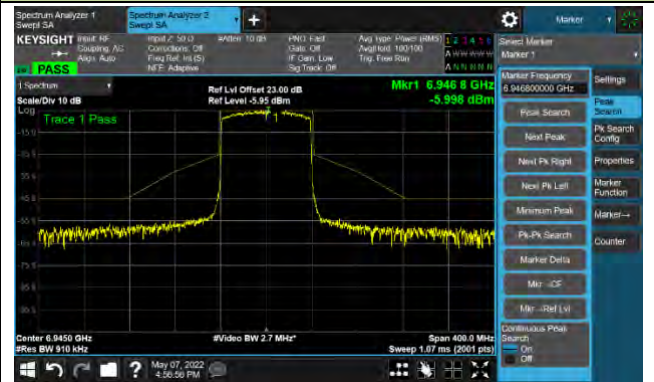 Spectrum Analyzer 1
Swept SA
Spectrum Analyzer 2
Swept SA
+
Marker
KEYSIGHT
Input: RF
Coupling: AC
Align: Auto
Input Z: 50 Ω
Corrections: Off
Freq Ref: Int (S)
NFE: Adaptive
#Atten: 10 dB
PNO: Fast
Gate: Off
IF Gain: Low
Sig Track: Off
Avg Type: Power (RMS)
Avg|Hold: 100/100
Trig: Free Run
1 2 3 4 5 6
A W W W W W
A N N N N N
PASS
Select Marker
Marker 1
1 Spectrum
Scale/Div 10 dB
Ref Lvl Offset 23.00 dB
Ref Level -5.95 dBm
Mkr1 6.946 8 GHz
-5.998 dBm
Log
Trace 1 Pass
Marker Frequency
6.946800000 GHz
Peak Search
Next Peak
Next Pk Right
Next Pk Left
Minimum Peak
Pk-Pk Search
Marker Delta
Mkr→CF
Mkr→Ref Lvl
Continuous Peak
Search
On
Off
Settings
Peak
Search
Pk Search
Config
Properties
Marker
Function
Marker→
Counter
Center 6.9450 GHz
#Res BW 910 kHz
#Video BW 2.7 MHz*
Span 400.0 MHz
Sweep 1.07 ms (2001 pts)
?
May 07, 2022
4:56:56 PM